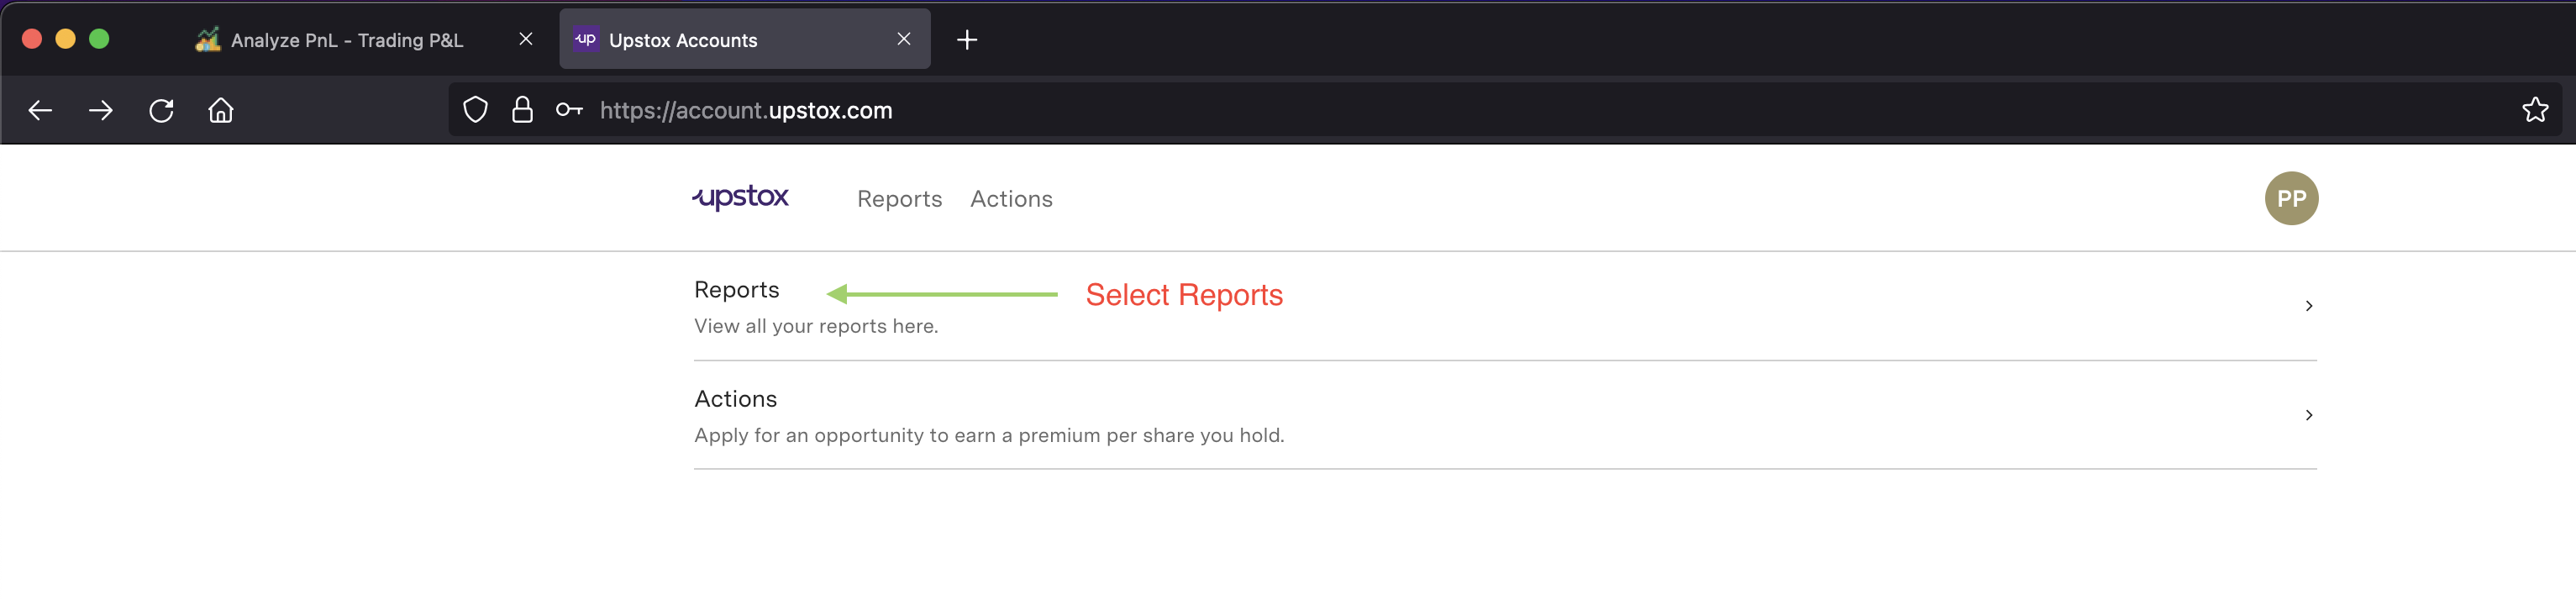 Analyze PnL - Trading P&L
up Upstox Accounts
https://account.upstox.com
upstox Reports Actions PP
Reports Select Reports
View all your reports here.
Actions
Apply for an opportunity to earn a premium per share you hold.